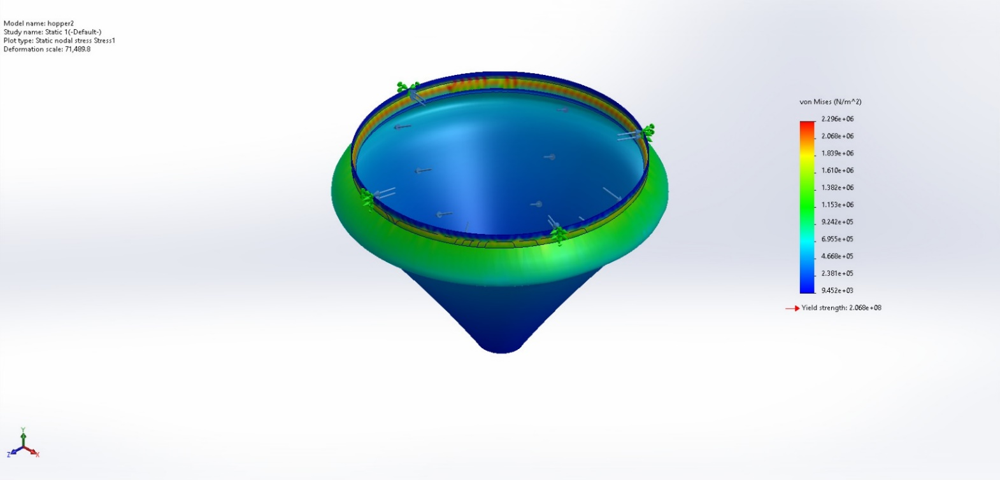 Model name: hopper2
Study name: Static 1(-Default-)
Plot type: Static nodal stress Stress1
Deformation scale: 71,489.8
von Mises (N/m^2)
2.296e+06
2.068e+06
1.839e+06
1.610e+06
1.382e+06
1.153e+06
9.242e+05
6.955e+05
4.668e+05
2.381e+05
9.452e+03
Yield strength: 2.068e+08
Y
Z
X